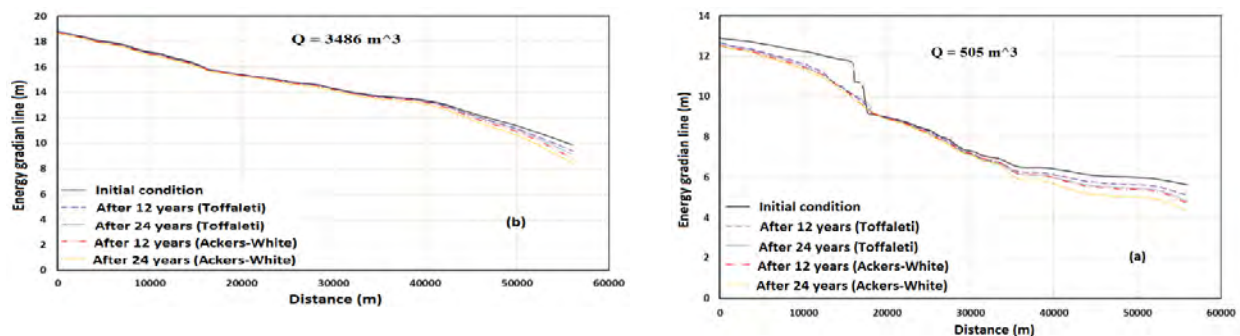 20
18
16
14
12
10
8
6
4
2
0
Energy gradian line (m)
Q = 3486 m^3
Initial condition
After 12 years (Toffaleti)
After 24 years (Toffaleti)
After 12 years (Ackers-White)
After 24 years (Ackers-White)
(b)
0 10000 20000 30000 40000 50000 60000
Distance (m)
14
12
10
8
6
4
2
0
Energy gradian line (m)
Q = 505 m^3
Initial condition
After 12 years (Toffaleti)
After 24 years (Toffaleti)
After 12 years (Ackers-White)
After 24 years (Ackers-White)
(a)
0 10000 20000 30000 40000 50000 60000
Distance (m)